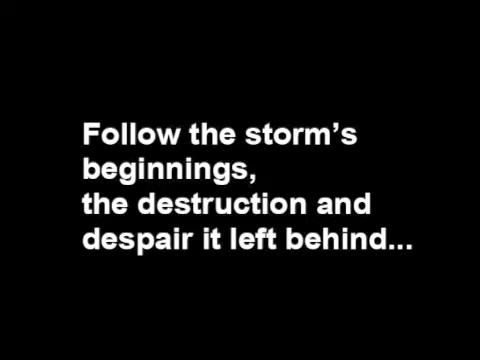 Follow the storm’s
beginnings,
the destruction and
despair it left behind...